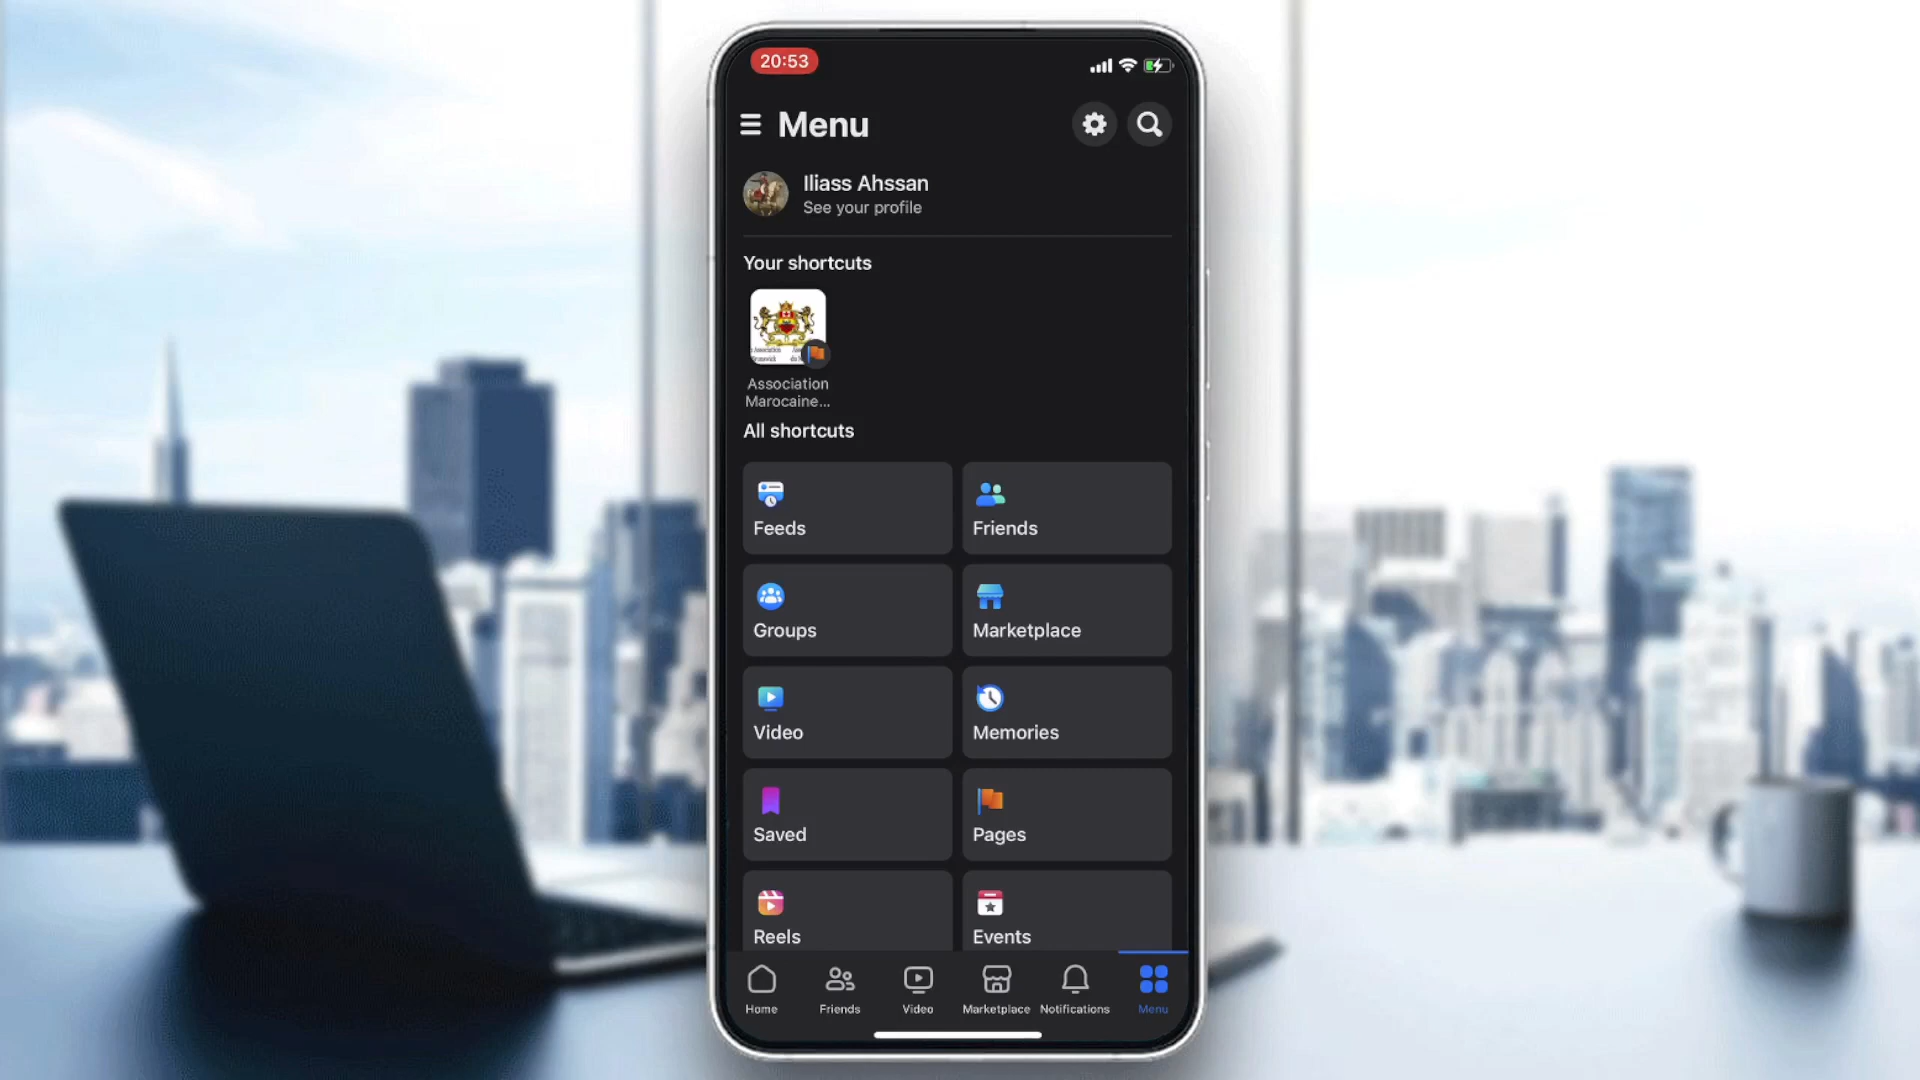 20:53
Menu
Iliass Ahssan
See your profile
Your shortcuts
Association
Marocaine...
All shortcuts
Feeds
Friends
Groups
Marketplace
Video
Memories
Saved
Pages
Reels
Events
Home
Friends
Video
Marketplace
Notifications
Menu